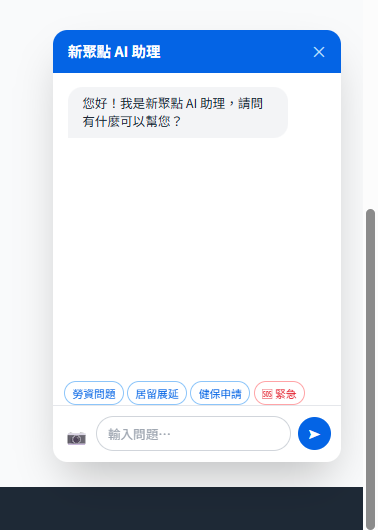 新聚點 AI 助理
您好！我是新聚點 AI 助理，請問
有什麼可以幫您？
勞資問題
居留展延
健保申請
🆘 緊急
輸入問題…